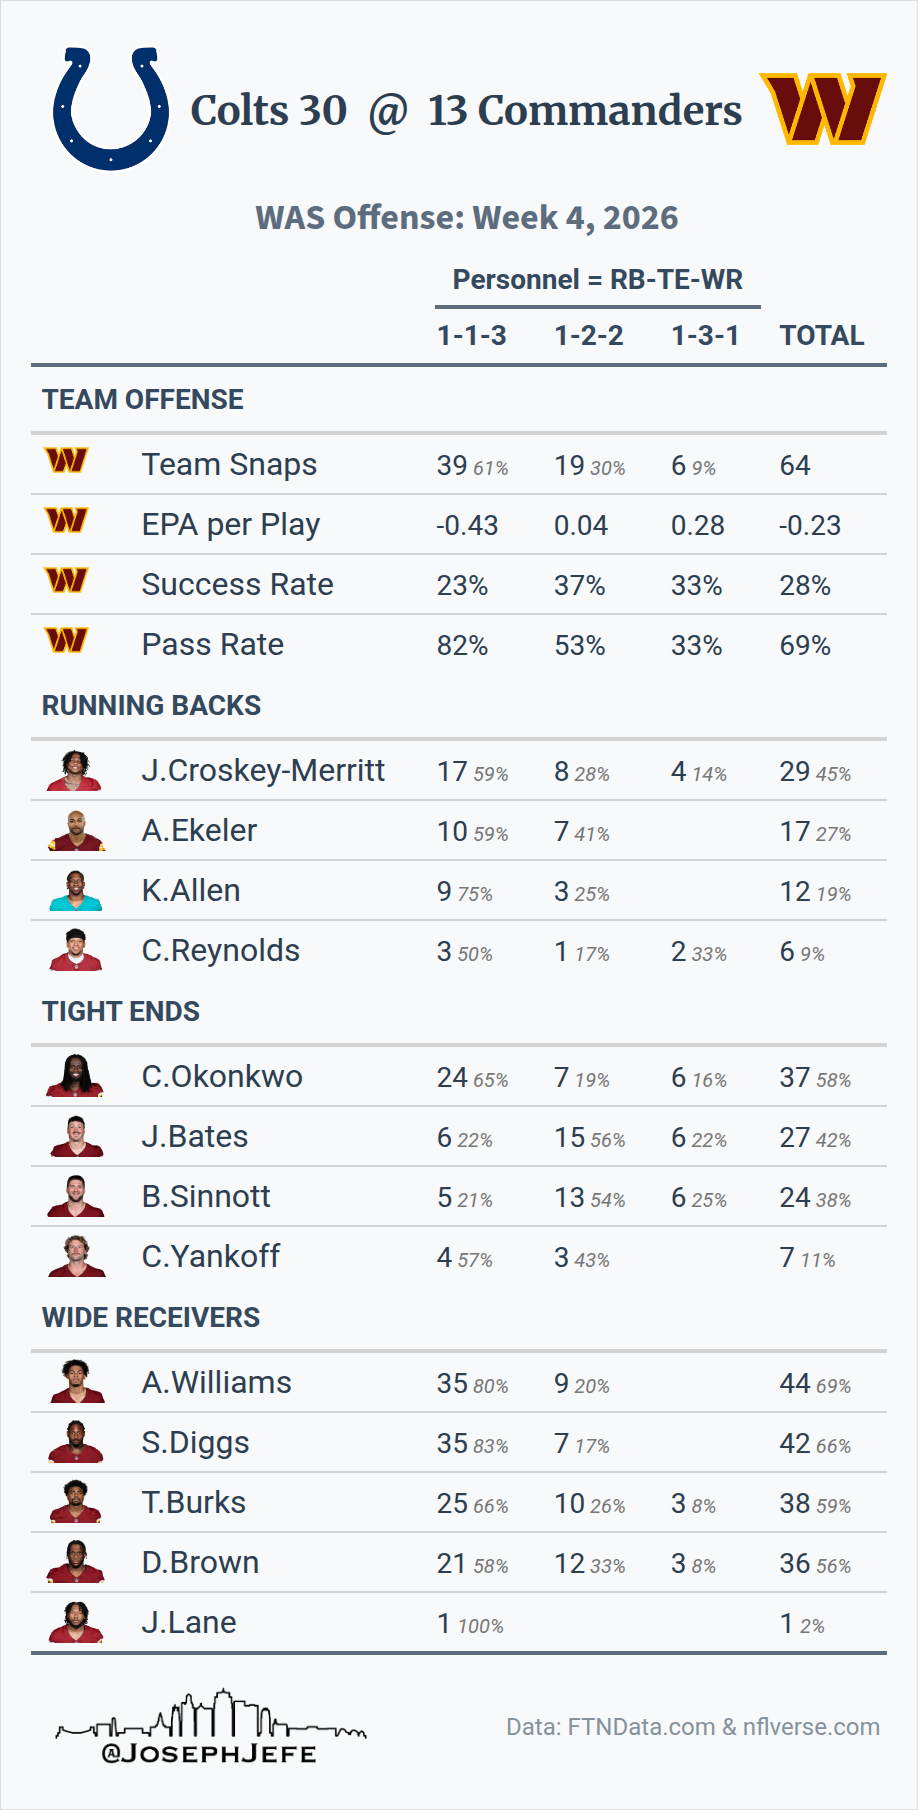 Colts 30 @ 13 Commanders
WAS Offense: Week 4, 2026
Personnel = RB-TE-WR
1-1-3 1-2-2 1-3-1 TOTAL
TEAM OFFENSE
Team Snaps 39 61% 19 30% 6 9% 64
EPA per Play -0.43 0.04 0.28 -0.23
Success Rate 23% 37% 33% 28%
Pass Rate 82% 53% 33% 69%
RUNNING BACKS
J.Croskey-Merritt 17 59% 8 28% 4 14% 29 45%
A.Ekeler 10 59% 7 41% 17 27%
K.Allen 9 75% 3 25% 12 19%
C.Reynolds 3 50% 1 17% 2 33% 6 9%
TIGHT ENDS
C.Okonkwo 24 65% 7 19% 6 16% 37 58%
J.Bates 6 22% 15 56% 6 22% 27 42%
B.Sinnott 5 21% 13 54% 6 25% 24 38%
C.Yankoff 4 57% 3 43% 7 11%
WIDE RECEIVERS
A.Williams 35 80% 9 20% 44 69%
S.Diggs 35 83% 7 17% 42 66%
T.Burks 25 66% 10 26% 3 8% 38 59%
D.Brown 21 58% 12 33% 3 8% 36 56%
J.Lane 1 100% 1 2%
@JOSEPHJEFE
Data: FTNData.com & nflverse.com